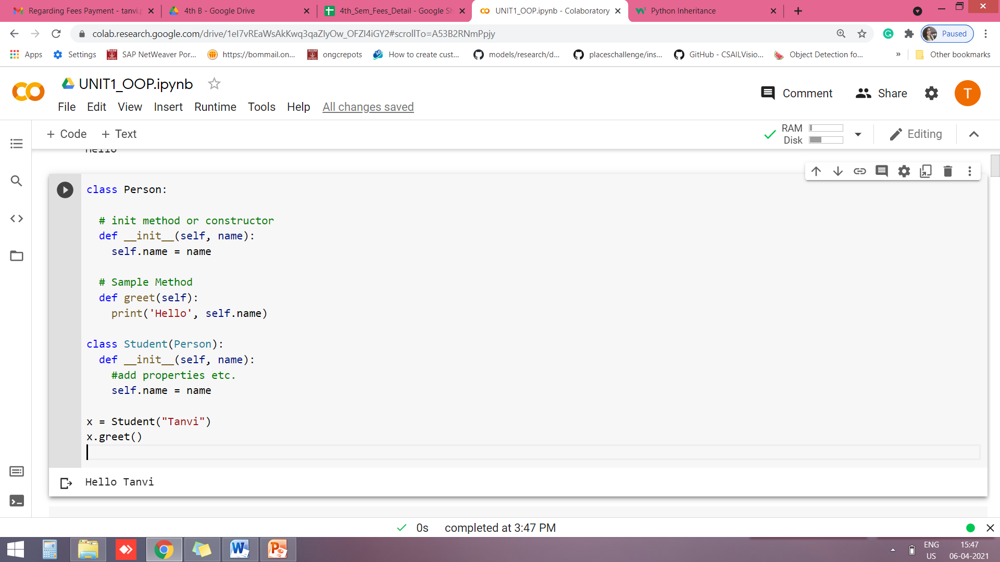 Regarding Fees Payment - tanvi.p
4th B - Google Drive
4th_Sem_Fees_Detail - Google Sh
UNIT1_OOP.ipynb - Colaboratory
Python Inheritance
colab.research.google.com/drive/1eI7vREaWsAkKwq3qaZIyOw_OFZI4iGY2#scrollTo=A53B2RNmPpjy
Paused
Apps
Settings
SAP NetWeaver Por...
https://bommail.on...
ongcrepots
How to create cust...
models/research/d...
placeschallenge/ins...
GitHub - CSAILVisio...
Object Detection fo...
»
Other bookmarks
UNIT1_OOP.ipynb
File Edit View Insert Runtime Tools Help All changes saved
Comment
Share
T
+ Code + Text
RAM
Disk
Editing
Hello
class Person:
# init method or constructor
def __init__(self, name):
self.name = name
# Sample Method
def greet(self):
print('Hello', self.name)
class Student(Person):
def __init__(self, name):
#add properties etc.
self.name = name
x = Student("Tanvi")
x.greet()
Hello Tanvi
0s completed at 3:47 PM
ENG
US
15:47
06-04-2021